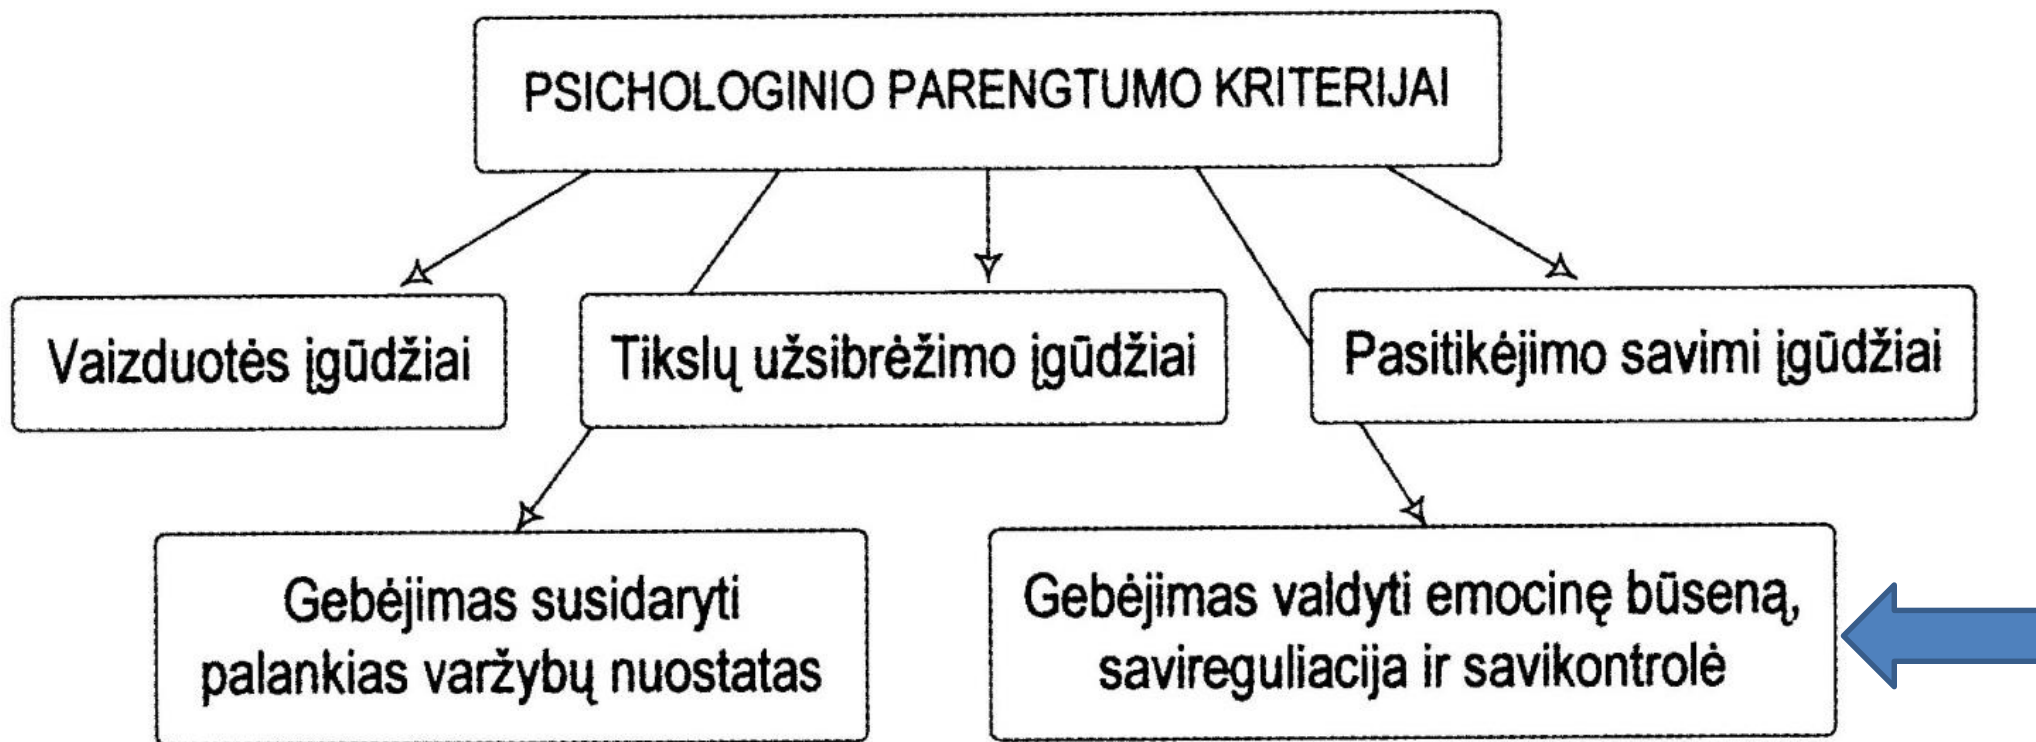 PSICHOLOGINIO PARENGTUMO KRITERIJAI
Vaizduotės įgūdžiai
Tikslų užsibrėžimo įgūdžiai
Pasitikėjimo savimi įgūdžiai
Gebėjimas susidaryti
palankias varžybų nuostatas
Gebėjimas valdyti emocinę būseną,
savireguliacija ir savikontrolė